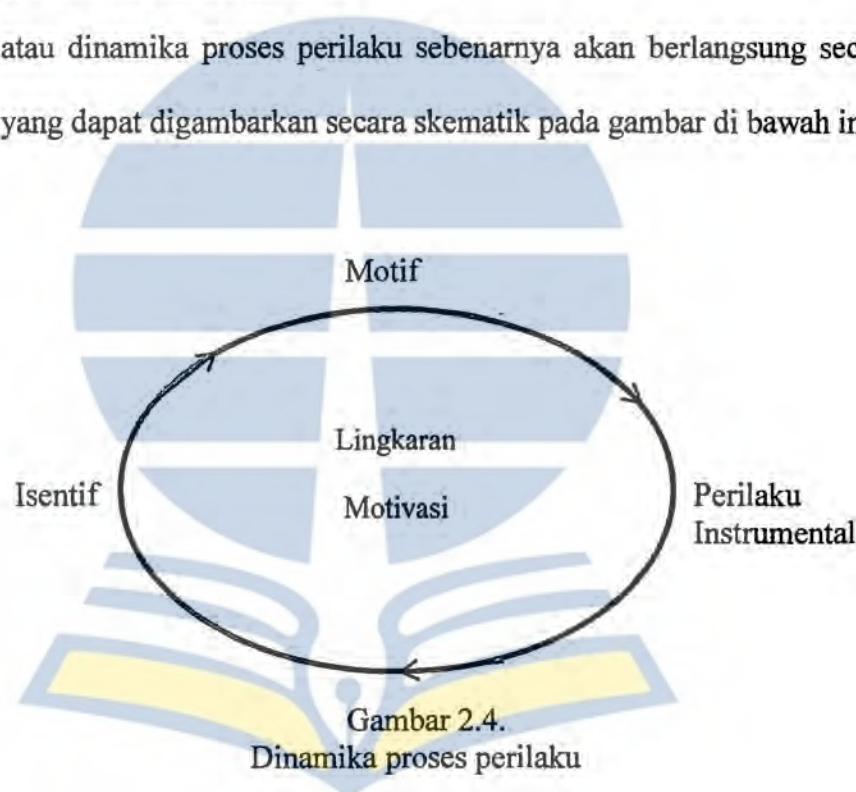 atau dinamika proses perilaku sebenarnya akan berlangsung sec
yang dapat digambarkan secara skematik pada gambar di bawah in
Motif
Lingkaran
Motivasi
Isentif
Perilaku
Instrumental
Gambar 2.4.
Dinamika proses perilaku